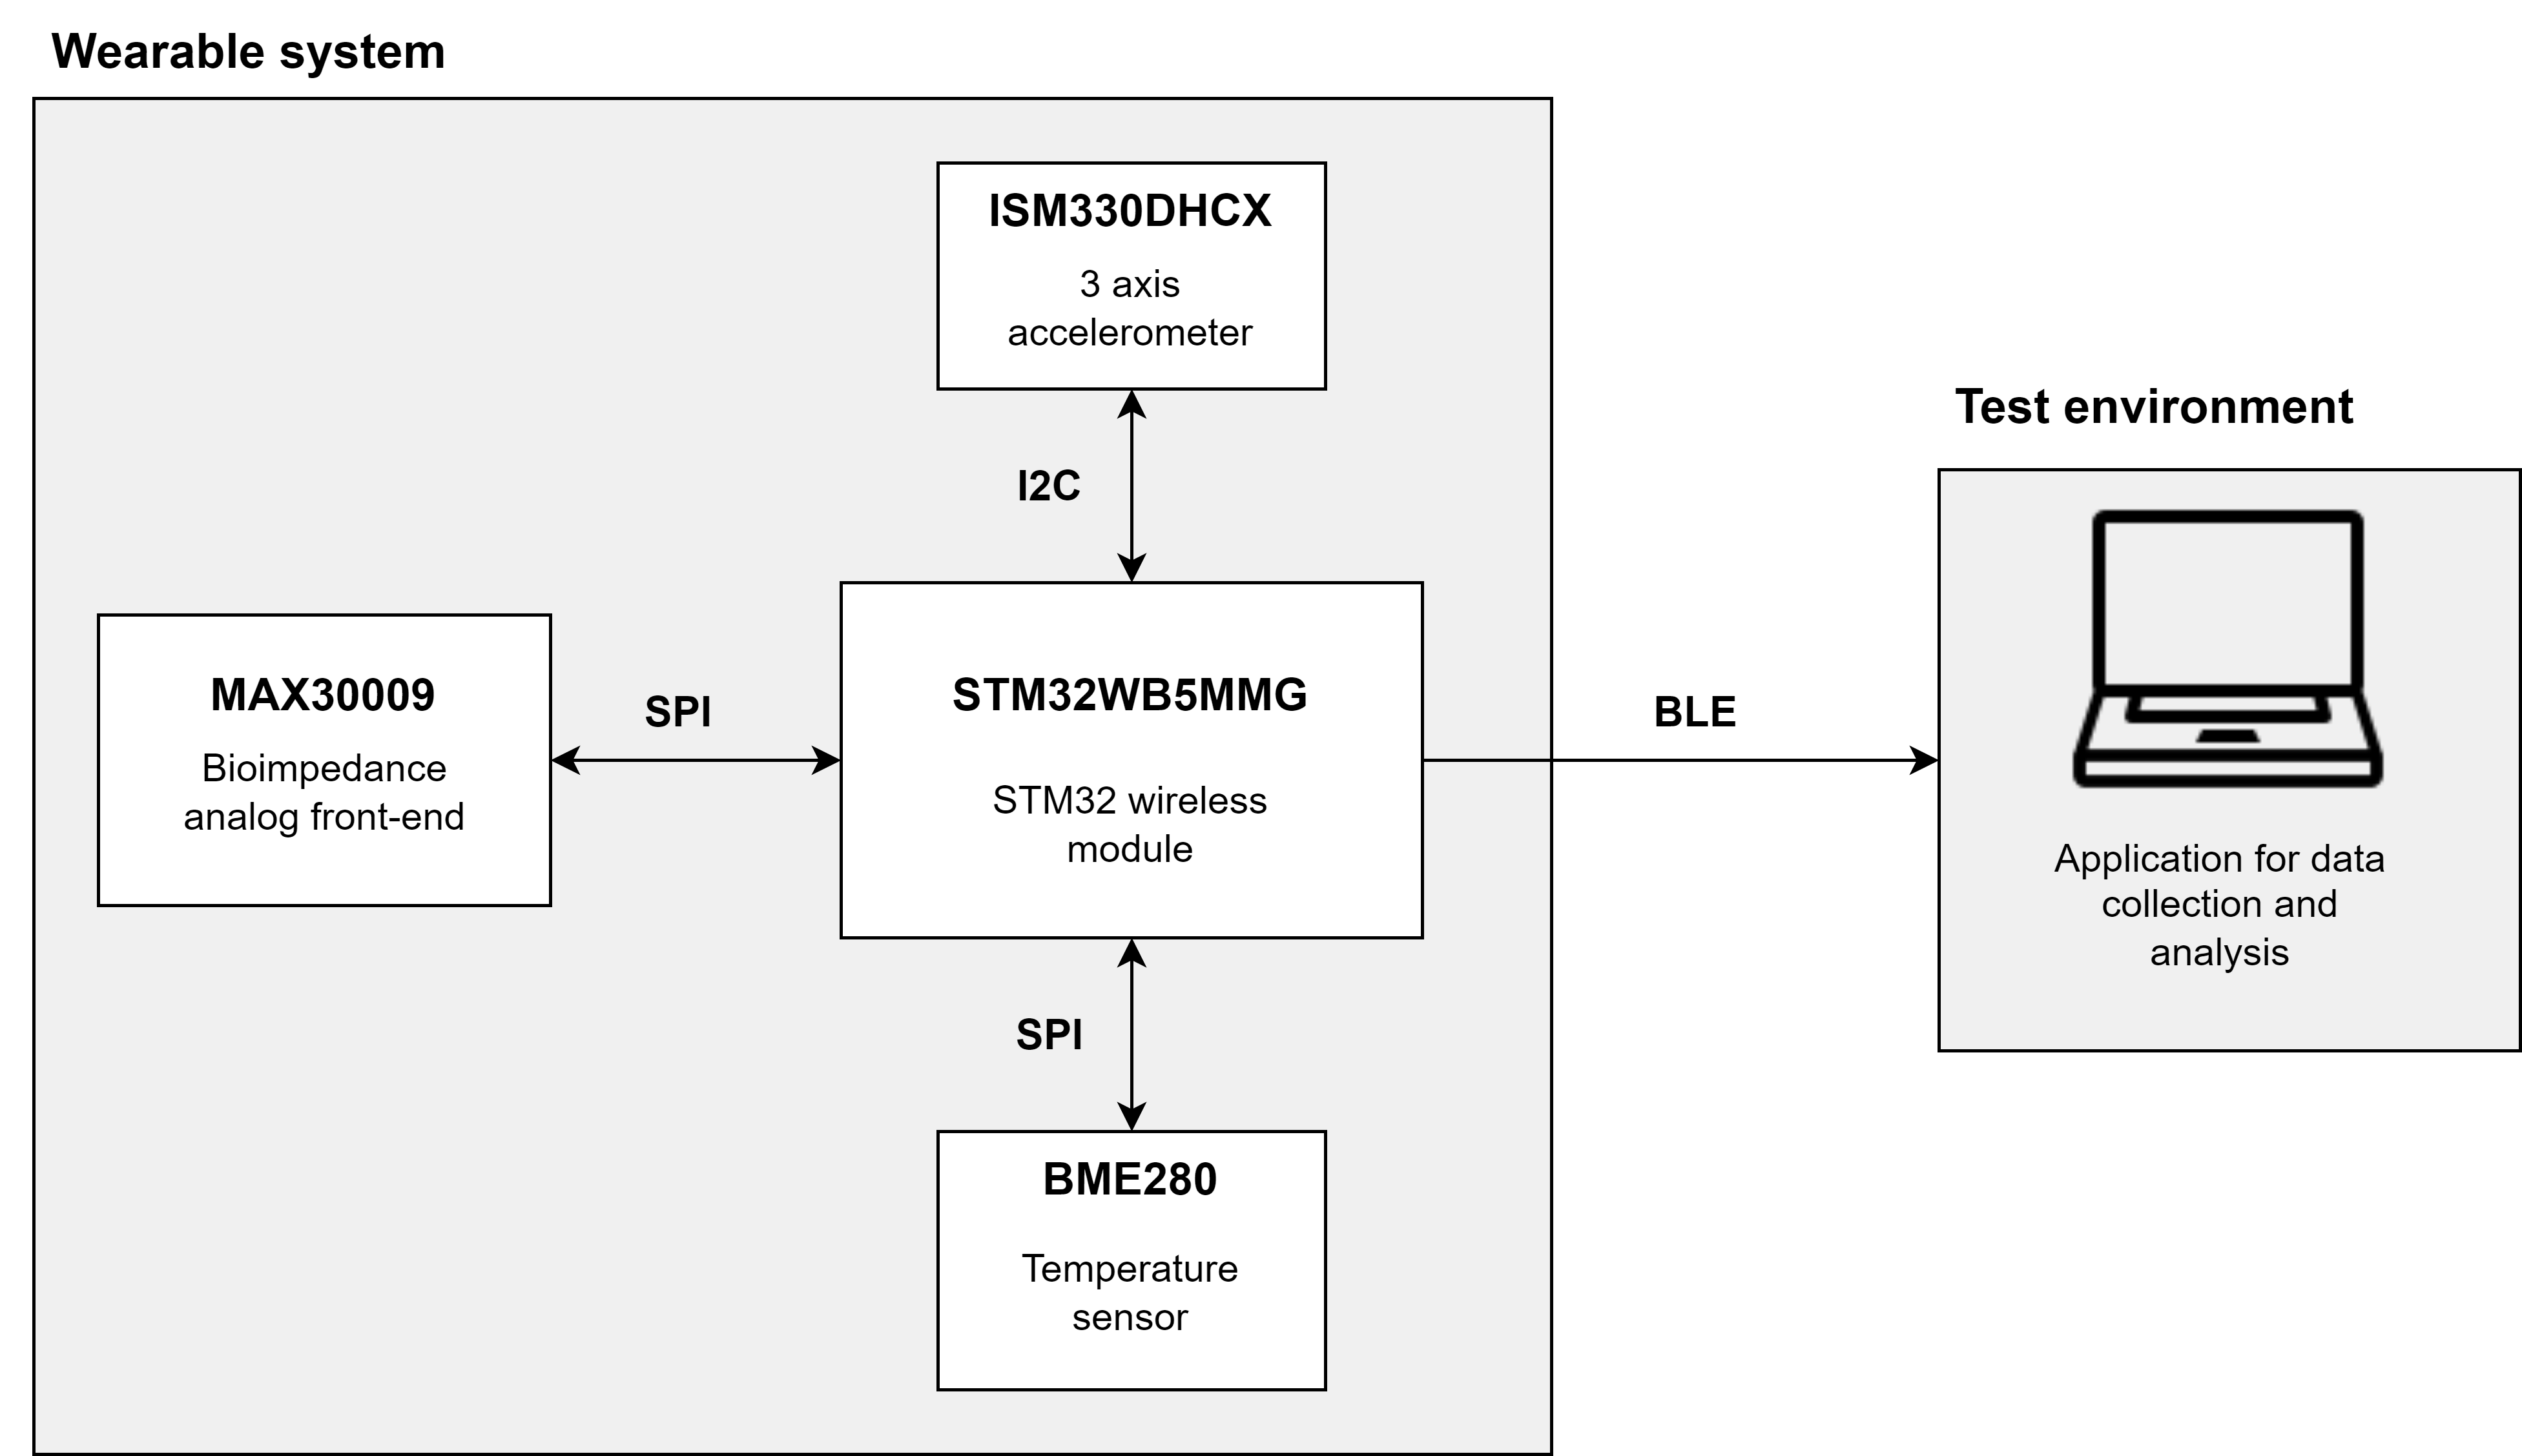 Wearable system
ISM330DHCX
3 axis
accelerometer
I2C
MAX30009
Bioimpedance
analog front-end
SPI
STM32WB5MMG
STM32 wireless
module
SPI
BME280
Temperature
sensor
BLE
Test environment
Application for data
collection and
analysis